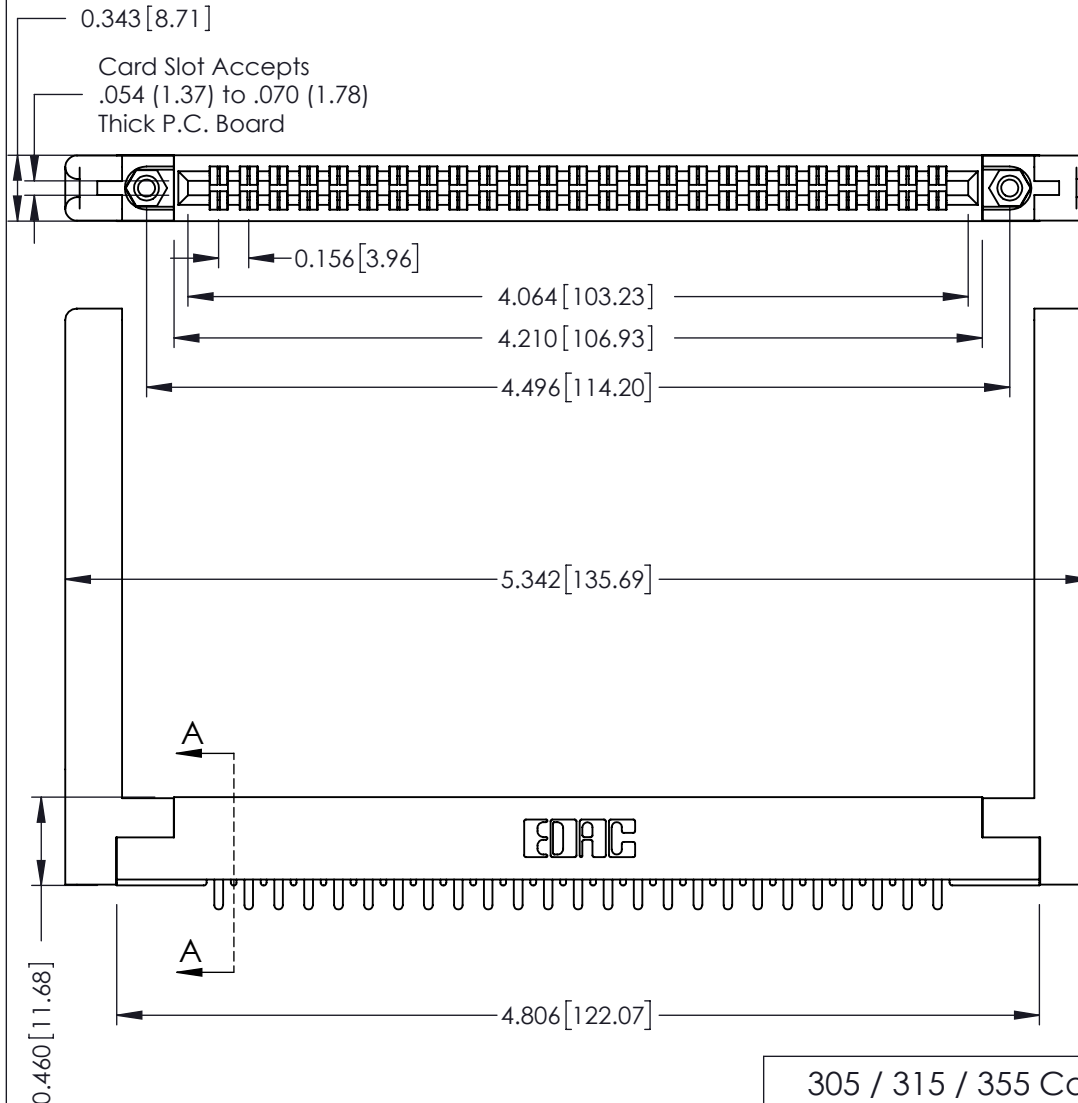 0.343[8.71]
Card Slot Accepts
.054 (1.37) to .070 (1.78)
Thick P.C. Board
0.156[3.96]
4.064[103.23]
4.210[106.93]
4.496[114.20]
5.342[135.69]
A
EDAC
A
0.460[11.68]
4.806[122.07]
305 / 315 / 355